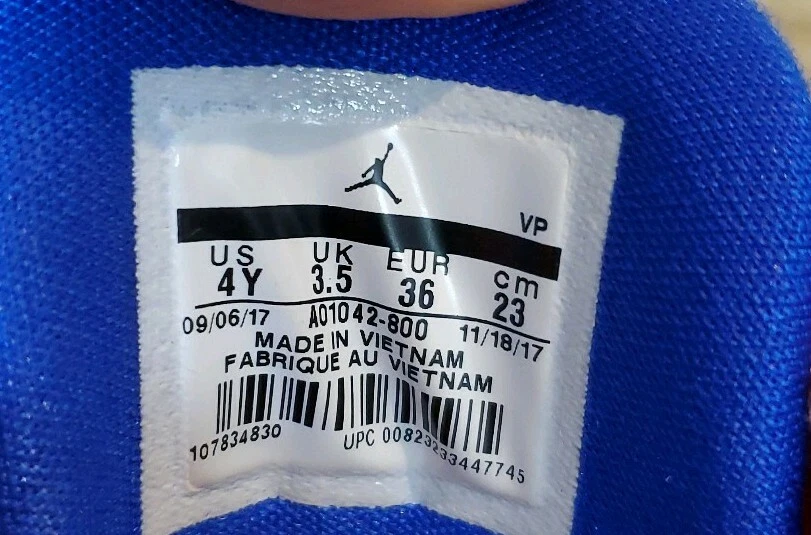 VP
US UK EUR cm
4Y 3.5 36 23
09/06/17 AO1042-800 11/18/17
MADE IN VIETNAM
FABRIQUE AU VIETNAM
107834830 UPC 00823233447745